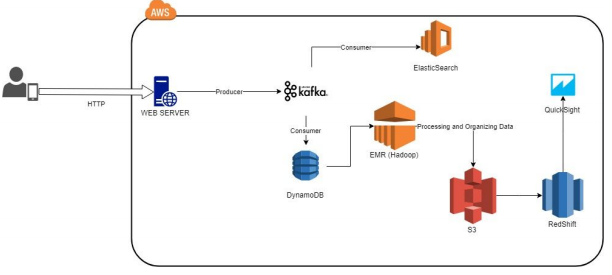 AWS
Consumer
ElasticSearch
HTTP
WEB SERVER
Producer
kafka
QuickSight
Consumer
Processing and Organizing Data
EMR (Hadoop)
DynamoDB
S3
RedShift